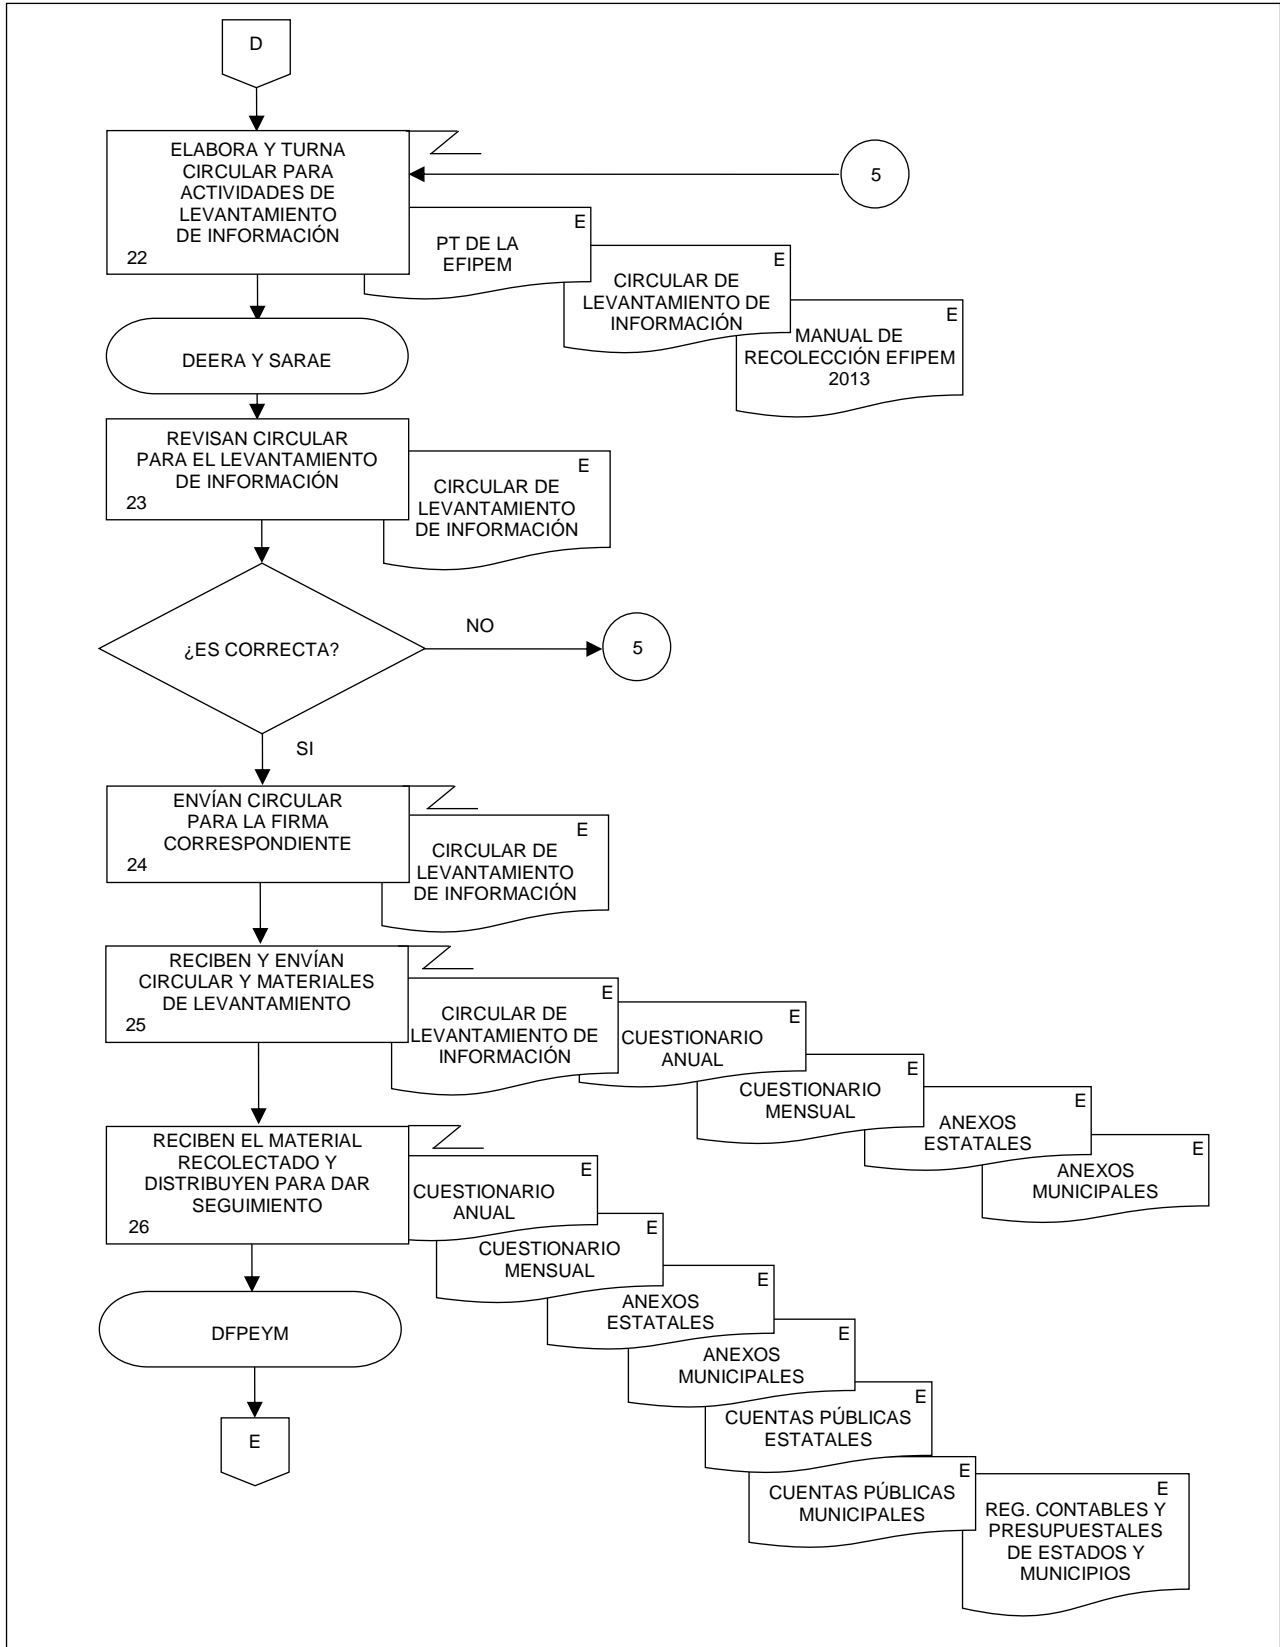 D
ELABORA Y TURNA
CIRCULAR PARA
ACTIVIDADES DE
LEVANTAMIENTO
DE INFORMACIÓN
22
5
E
PT DE LA
EFIPEM
E
CIRCULAR DE
LEVANTAMIENTO DE
INFORMACIÓN
E
MANUAL DE
RECOLECCIÓN EFIPEM
2013
DEERA Y SARAE
REVISAN CIRCULAR
PARA EL LEVANTAMIENTO
DE INFORMACIÓN
23
E
CIRCULAR DE
LEVANTAMIENTO
DE INFORMACIÓN
¿ES CORRECTA?
NO
5
SI
ENVÍAN CIRCULAR
PARA LA FIRMA
CORRESPONDIENTE
24
E
CIRCULAR DE
LEVANTAMIENTO
DE INFORMACIÓN
RECIBEN Y ENVÍAN
CIRCULAR Y MATERIALES
DE LEVANTAMIENTO
25
E
CIRCULAR DE
LEVANTAMIENTO DE
INFORMACIÓN
E
CUESTIONARIO
ANUAL
E
CUESTIONARIO
MENSUAL
E
ANEXOS
ESTATALES
E
ANEXOS
MUNICIPALES
RECIBEN EL MATERIAL
RECOLECTADO Y
DISTRIBUYEN PARA DAR
SEGUIMIENTO
26
E
CUESTIONARIO
ANUAL
E
CUESTIONARIO
MENSUAL
E
ANEXOS
ESTATALES
E
ANEXOS
MUNICIPALES
E
CUENTAS PÚBLICAS
ESTATALES
E
CUENTAS PÚBLICAS
MUNICIPALES
E
REG. CONTABLES Y
PRESUPUESTALES
DE ESTADOS Y
MUNICIPIOS
DFPEYM
E